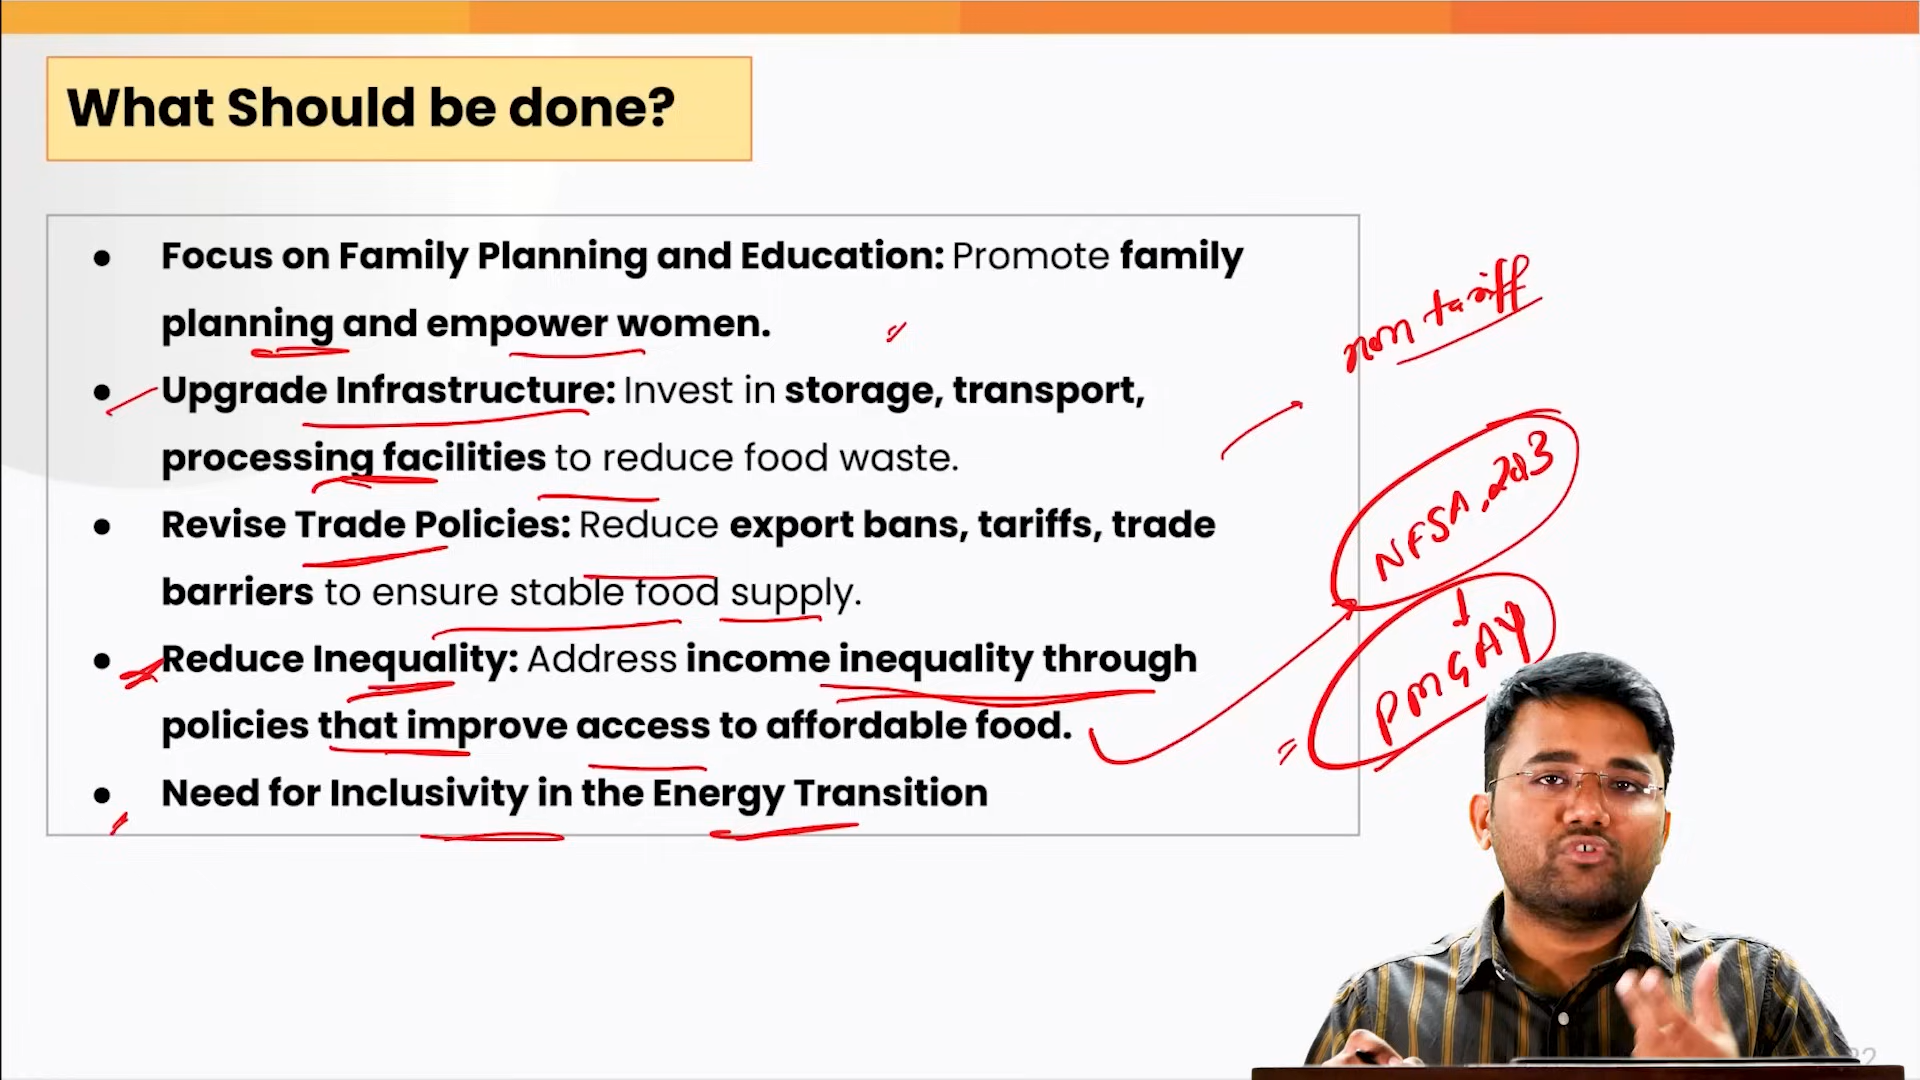 What Should be done?
● Focus on Family Planning and Education: Promote family
planning and empower women.
● Upgrade Infrastructure: Invest in storage, transport,
processing facilities to reduce food waste.
● Revise Trade Policies: Reduce export bans, tariffs, trade
barriers to ensure stable food supply.
● Reduce Inequality: Address income inequality through
policies that improve access to affordable food.
● Need for Inclusivity in the Energy Transition
non tariff
NFSA, 2013
PMGAY